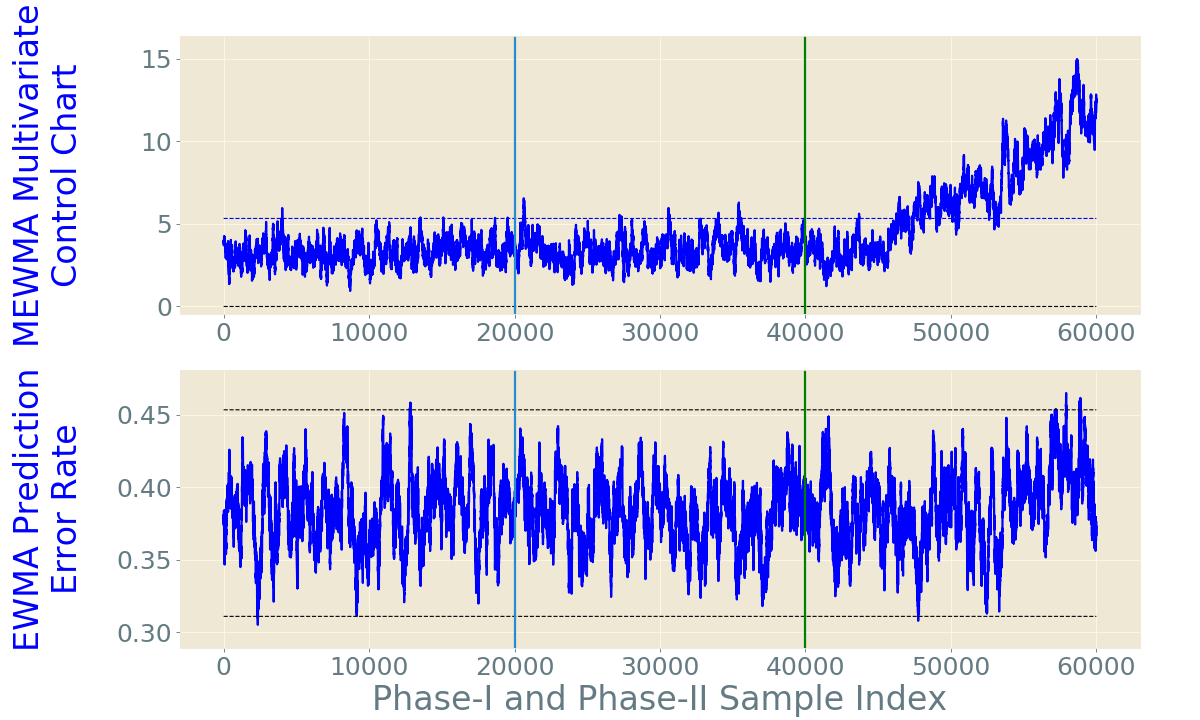 MEWMA Multivariate
Control Chart
15
10
5
0
0 10000 20000 30000 40000 50000 60000
EWMA Prediction
Error Rate
0.45
0.40
0.35
0.30
0 10000 20000 30000 40000 50000 60000
Phase-I and Phase-II Sample Index